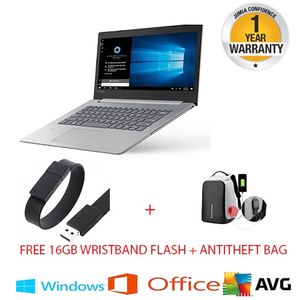 JUMIA CONFIDENCE
1
YEAR
WARRANTY
+
FREE 16GB WRISTBAND FLASH + ANTITHEFT BAG
Windows
Office
AVG